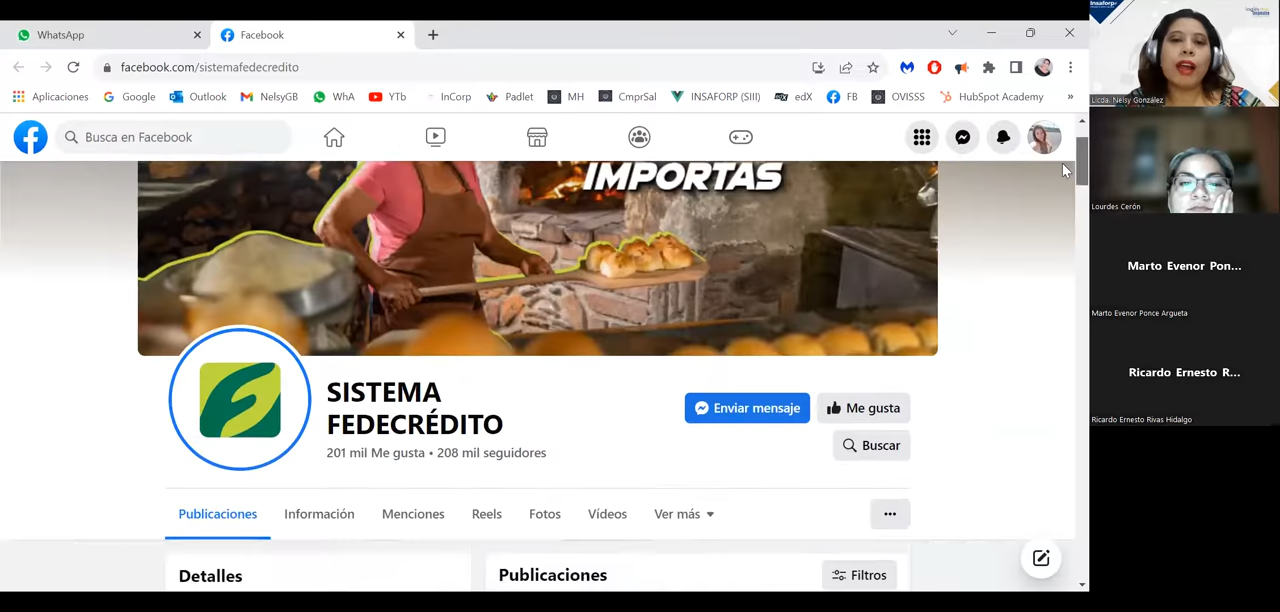 WhatsApp
Facebook
facebook.com/sistemafedecredito
Aplicaciones Google Outlook NelsyGB WhA YTb InCorp Padlet MH CmprSal INSAFORP (SIII) edX FB OVISSS HubSpot Academy »
Busca en Facebook
IMPORTAS
SISTEMA
FEDECRÉDITO
201 mil Me gusta • 208 mil seguidores
Enviar mensaje
Me gusta
Buscar
Publicaciones Información Menciones Reels Fotos Vídeos Ver más
Detalles
Publicaciones
Filtros
Insaforp
Licda. Nelsy González
Lourdes Cerón
Marto Evenor Pon...
Marto Evenor Ponce Argueta
Ricardo Ernesto R...
Ricardo Ernesto Rivas Hidalgo